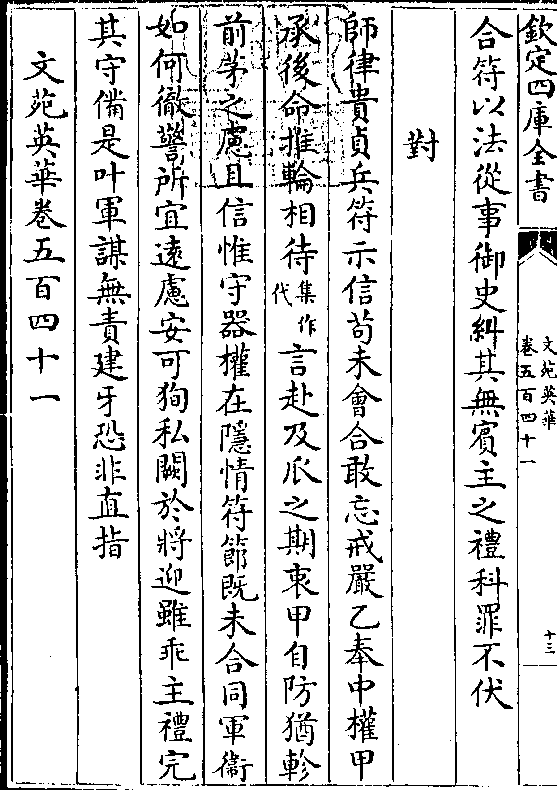 欽定四庫全書
文苑英華
卷五百四十一
十三
合符以法從事御史糾其無賓主之禮科罪不伏
對
師律貴貞兵符示信茍未會合敢忘戒嚴乙奉中權甲
承後命推輪相待集作代言赴及瓜之期衷甲自防猶軫
前茅之慮且信惟守器權在隱情符節既未合同軍衞
如何徹警所宜遠慮安可狥私闕於將迎雖乖主禮完
其守備是叶軍謀無責建牙恐非直指
文苑英華卷五百四十一